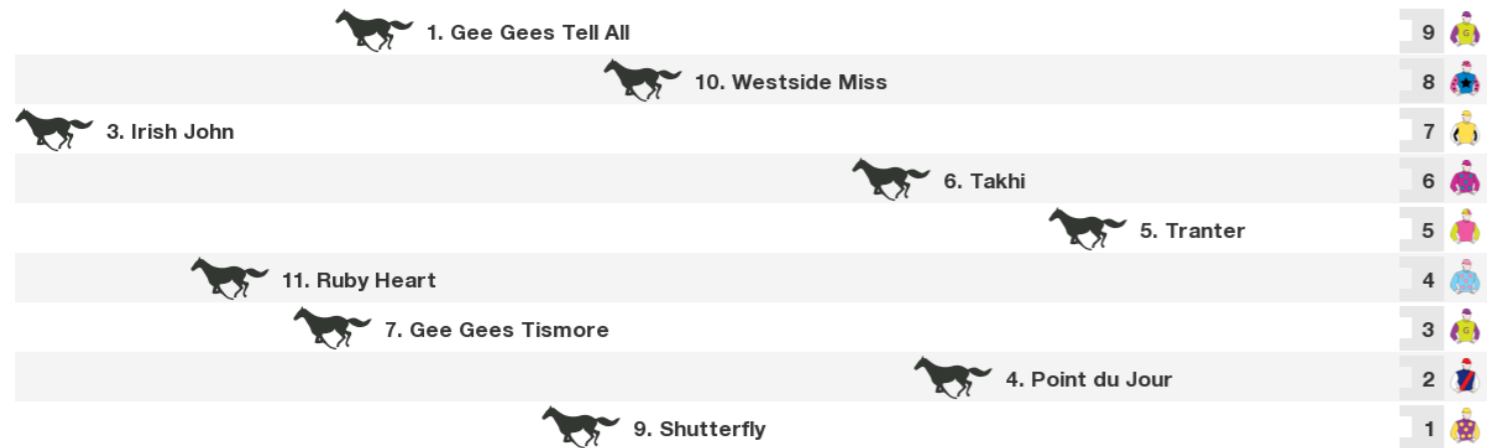 1. Gee Gees Tell All 9
10. Westside Miss 8
3. Irish John 7
6. Takhi 6
5. Tranter 5
11. Ruby Heart 4
7. Gee Gees Tismore 3
4. Point du Jour 2
9. Shutterfly 1